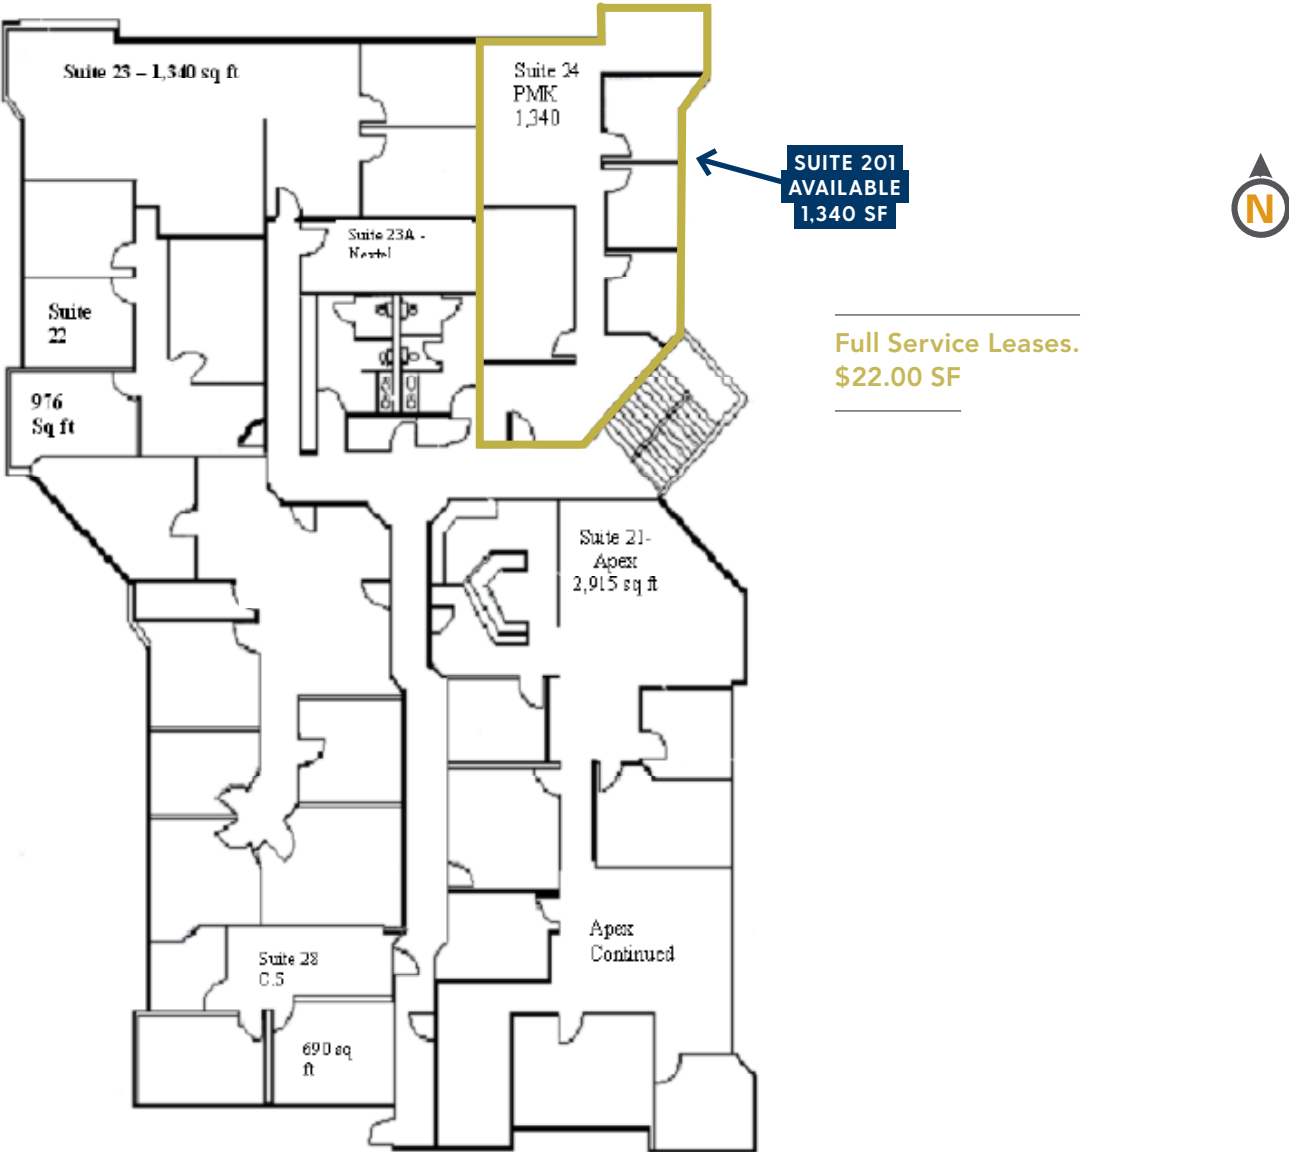 Suite 23 – 1,340 sq ft
Suite 24
PMK
1,340
SUITE 201
AVAILABLE
1,340 SF
N
Suite 23A -
Nextel
Suite
22
Full Service Leases.
$22.00 SF
976
Sq ft
Suite 21-
Apex
2,915 sq ft
Apex
Continued
Suite 28
C.5
690 sq
ft